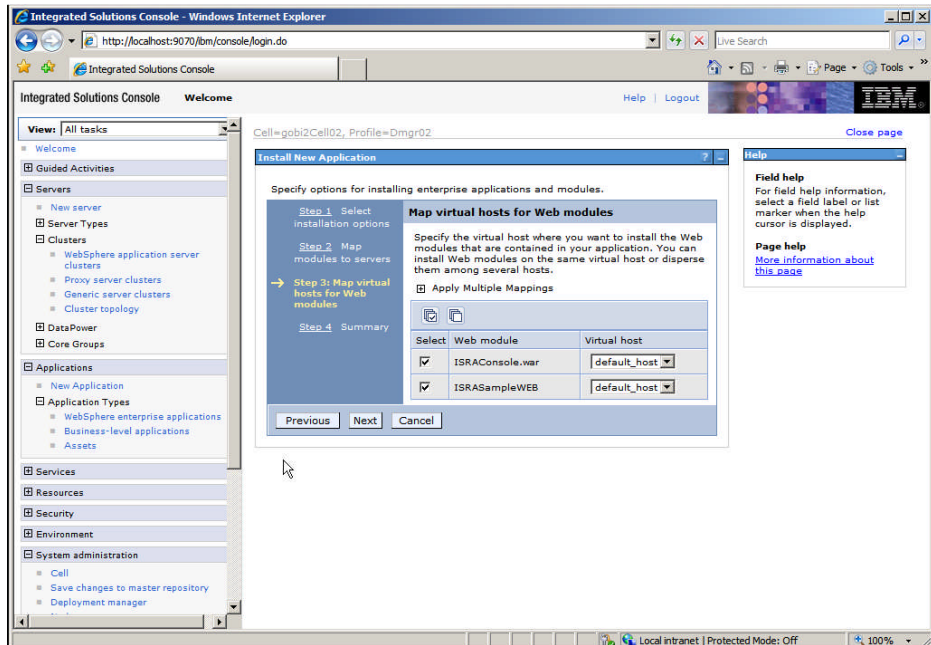 Integrated Solutions Console - Windows Internet Explorer
http://localhost:9070/ibm/console/login.do
Live Search
Integrated Solutions Console
Page
Tools
»
Integrated Solutions Console Welcome
Help | Logout
IBM.
View: All tasks
Welcome
Guided Activities
Servers
New server
Server Types
Clusters
WebSphere application server
clusters
Proxy server clusters
Generic server clusters
Cluster topology
DataPower
Core Groups
Applications
New Application
Application Types
WebSphere enterprise applications
Business-level applications
Assets
Services
Resources
Security
Environment
System administration
Cell
Save changes to master repository
Deployment manager
Cell=gobi2Cell02, Profile=Dmgr02
Close page
Install New Application ? –
Specify options for installing enterprise applications and modules.
Step 1 Select
installation options
Step 2 Map
modules to servers
Step 3: Map virtual
hosts for Web
modules
Step 4 Summary
Map virtual hosts for Web modules
Specify the virtual host where you want to install the Web
modules that are contained in your application. You can
install Web modules on the same virtual host or disperse
them among several hosts.
Apply Multiple Mappings
Select Web module Virtual host
ISRAConsole.war default_host
ISRASampleWEB default_host
Previous Next Cancel
Help –
Field help
For field help information,
select a field label or list
marker when the help
cursor is displayed.
Page help
More information about
this page
Local intranet | Protected Mode: Off
100%